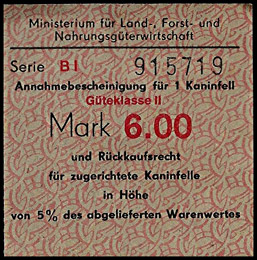 Ministerium für Land-, Forst- und
Nahrungsgüterwirtschaft
Serie BI 915719
Annahmebescheinigung für 1 Kaninfell
Güteklasse II
Mark 6.00
und Rückkaufsrecht
für zugerichtete Kaninfelle
in Höhe
von 5% des abgelieferten Warenwertes